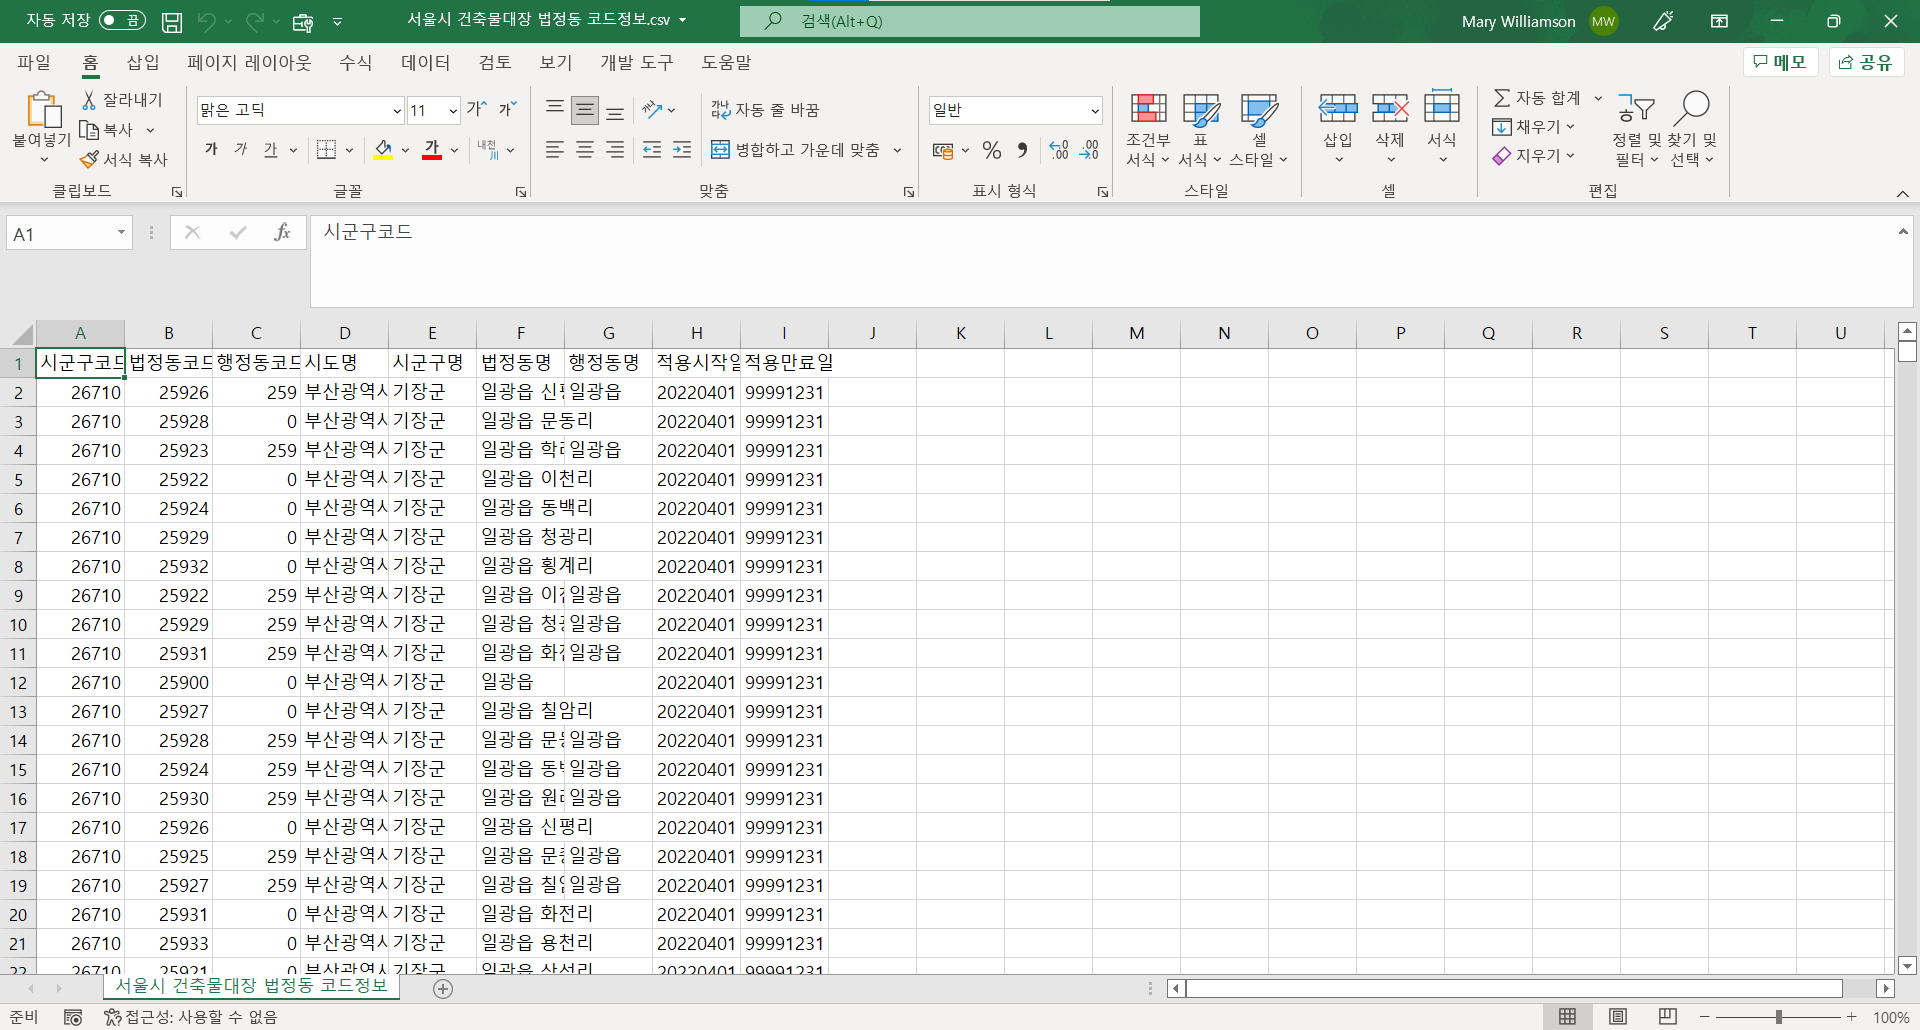 자동 저장 끔 서울시 건축물대장 법정동 코드정보.csv 검색(Alt+Q) Mary Williamson MW
파일 홈 삽입 페이지 레이아웃 수식 데이터 검토 보기 개발 도구 도움말 메모 공유
붙여넣기 잘라내기 복사 서식 복사 클립보드
맑은 고딕 11 가 가 가 가 가 가 내천 글꼴
가나다 자동 줄 바꿈 병합하고 가운데 맞춤 맞춤
일반 % .00 .00 표시 형식
조건부 서식 표 서식 셀 스타일 스타일
삽입 삭제 서식 셀
자동 합계 채우기 지우기 정렬 및 필터 찾기 및 선택 편집
A1 fx 시군구코드
A B C D E F G H I J K L M N O P Q R S T U
1 시군구코드 법정동코드 행정동코드 시도명 시군구명 법정동명 행정동명 적용시작일 적용만료일
2 26710 25926 259 부산광역시 기장군 일광읍 신평 일광읍 20220401 99991231
3 26710 25928 0 부산광역시 기장군 일광읍 문동리 20220401 99991231
4 26710 25923 259 부산광역시 기장군 일광읍 학리 일광읍 20220401 99991231
5 26710 25922 0 부산광역시 기장군 일광읍 이천리 20220401 99991231
6 26710 25924 0 부산광역시 기장군 일광읍 동백리 20220401 99991231
7 26710 25929 0 부산광역시 기장군 일광읍 청광리 20220401 99991231
8 26710 25932 0 부산광역시 기장군 일광읍 횡계리 20220401 99991231
9 26710 25922 259 부산광역시 기장군 일광읍 이천 일광읍 20220401 99991231
10 26710 25929 259 부산광역시 기장군 일광읍 청광 일광읍 20220401 99991231
11 26710 25931 259 부산광역시 기장군 일광읍 화전 일광읍 20220401 99991231
12 26710 25900 0 부산광역시 기장군 일광읍 20220401 99991231
13 26710 25927 0 부산광역시 기장군 일광읍 칠암리 20220401 99991231
14 26710 25928 259 부산광역시 기장군 일광읍 문동 일광읍 20220401 99991231
15 26710 25924 259 부산광역시 기장군 일광읍 동백 일광읍 20220401 99991231
16 26710 25930 259 부산광역시 기장군 일광읍 원리 일광읍 20220401 99991231
17 26710 25926 0 부산광역시 기장군 일광읍 신평리 20220401 99991231
18 26710 25925 259 부산광역시 기장군 일광읍 문중 일광읍 20220401 99991231
19 26710 25927 259 부산광역시 기장군 일광읍 칠암 일광읍 20220401 99991231
20 26710 25931 0 부산광역시 기장군 일광읍 화전리 20220401 99991231
21 26710 25933 0 부산광역시 기장군 일광읍 용천리 20220401 99991231
22 26710 25921 0 부산광역시 기장군 일광읍 삼성리 20220401 99991231
서울시 건축물대장 법정동 코드정보
준비 접근성: 사용할 수 없음 100%